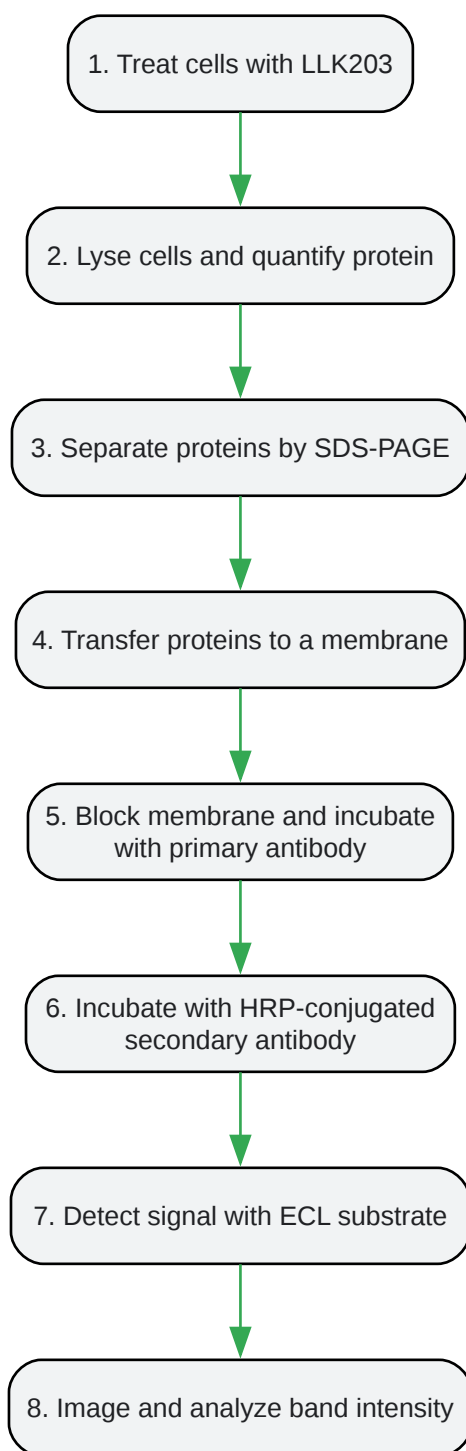 1. Treat cells with LLK203
2. Lyse cells and quantify protein
3. Separate proteins by SDS-PAGE
4. Transfer proteins to a membrane
5. Block membrane and incubate
with primary antibody
6. Incubate with HRP-conjugated
secondary antibody
7. Detect signal with ECL substrate
8. Image and analyze band intensity